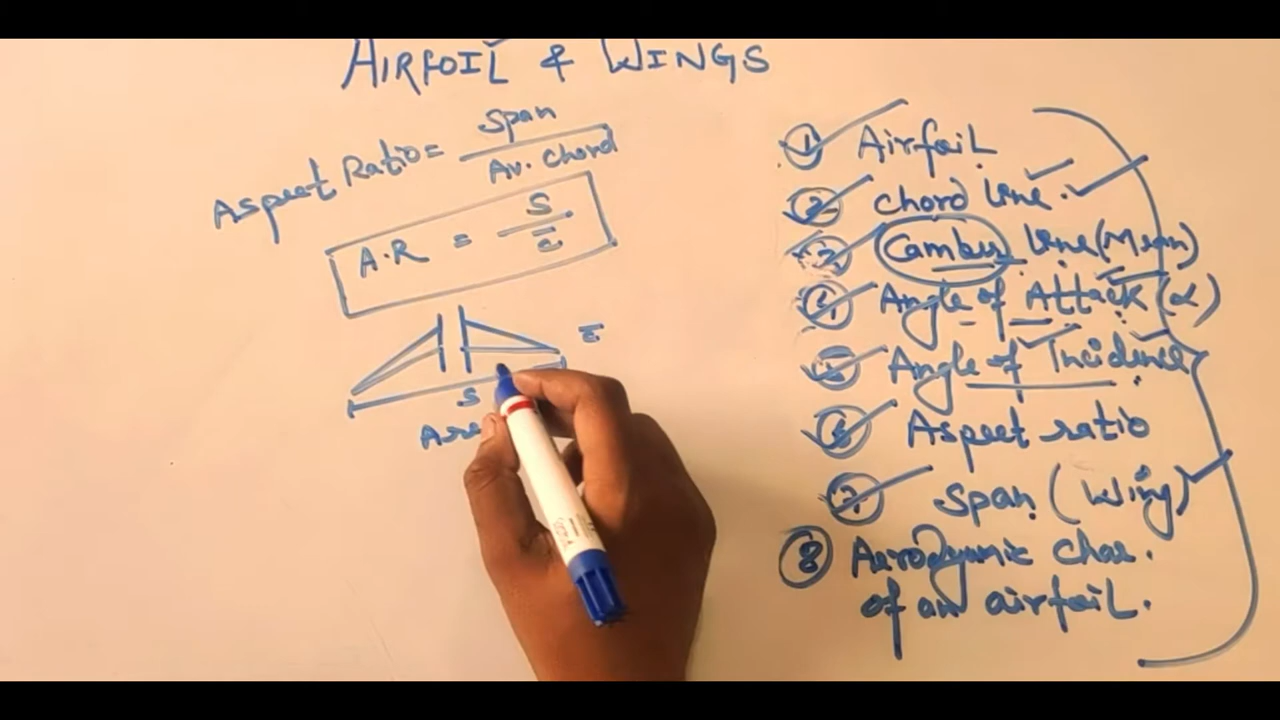 AIRFOIL & WINGS
Aspect Ratio = Span
Av. Chord
A.R = S
c̅
c̅
S
Are
① Airfoil
② Chord line.
③ Camber line (Mean)
④ Angle of Attack (α)
⑤ Angle of Incidence
⑥ Aspect ratio
⑦ Span (Wing)
⑧ Aerodynamic Char.
of an airfoil.